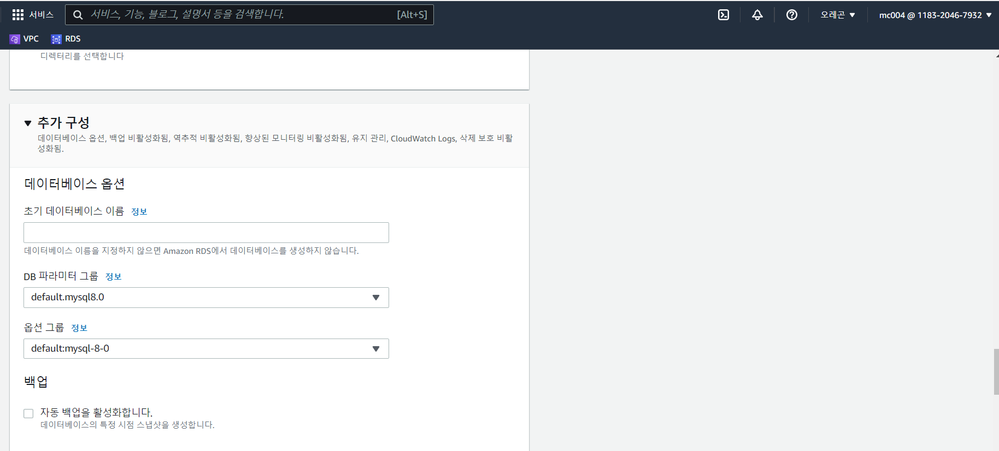 서비스
서비스, 기능, 블로그, 설명서 등을 검색합니다.
[Alt+S]
오레곤
mc004 @ 1183-2046-7932
VPC
RDS
디렉터리를 선택합니다
추가 구성
데이터베이스 옵션, 백업 비활성화됨, 역추적 비활성화됨, 향상된 모니터링 비활성화됨, 유지 관리, CloudWatch Logs, 삭제 보호 비활
성화됨.
데이터베이스 옵션
초기 데이터베이스 이름 정보
데이터베이스 이름을 지정하지 않으면 Amazon RDS에서 데이터베이스를 생성하지 않습니다.
DB 파라미터 그룹 정보
default.mysql8.0
옵션 그룹 정보
default:mysql-8-0
백업
자동 백업을 활성화합니다.
데이터베이스의 특정 시점 스냅샷을 생성합니다.